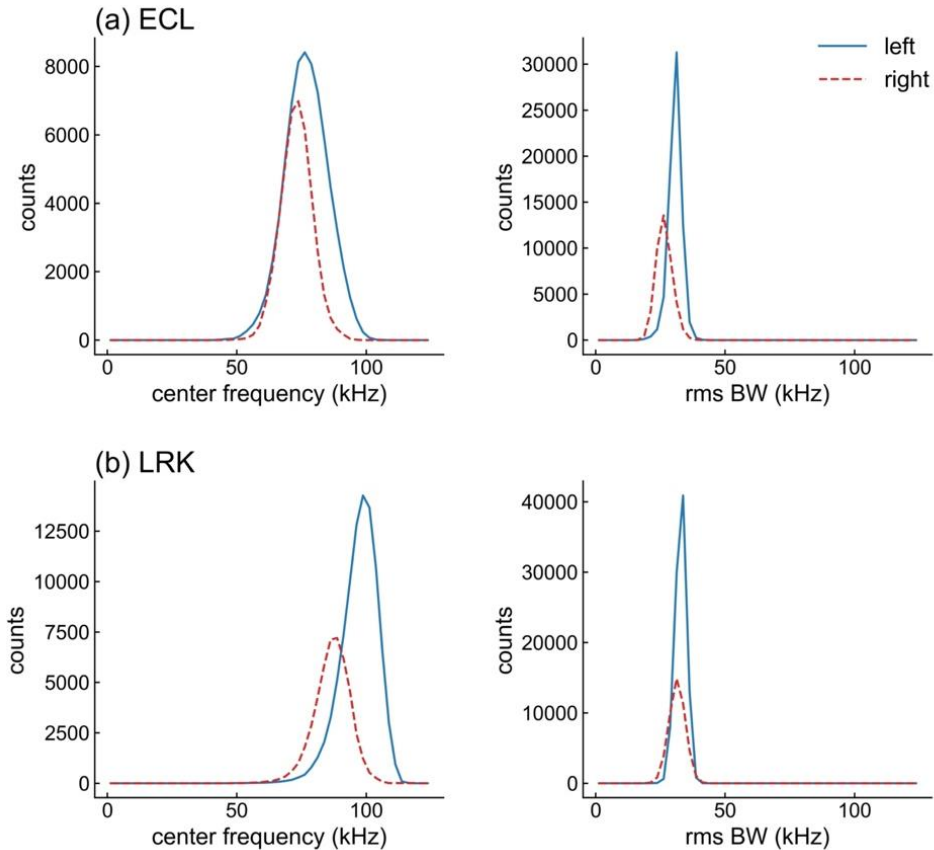 (a) ECL
8000
6000
4000
2000
0
counts
0 50 100
center frequency (kHz)
30000
25000
20000
15000
10000
5000
0
counts
0 50 100
rms BW (kHz)
left
right
(b) LRK
12500
10000
7500
5000
2500
0
counts
0 50 100
center frequency (kHz)
40000
30000
20000
10000
0
counts
0 50 100
rms BW (kHz)